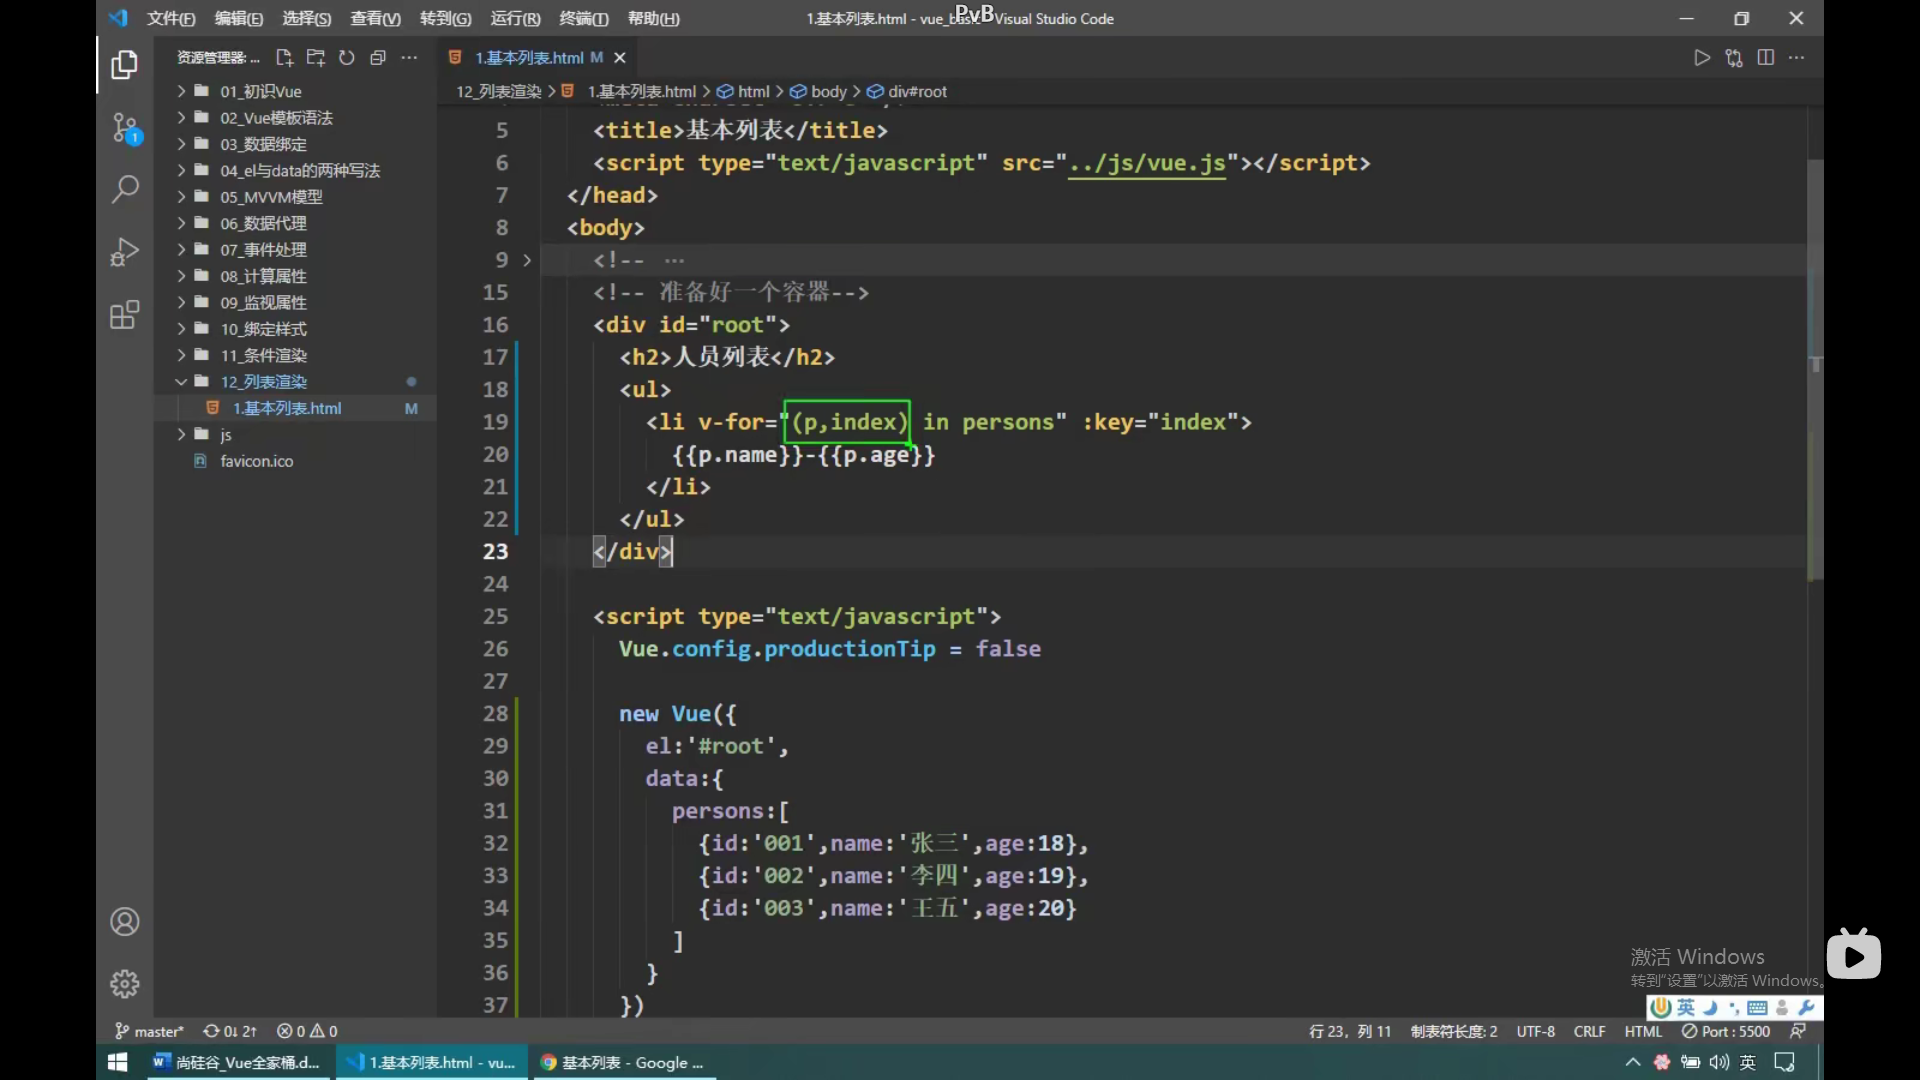 文件(F) 编辑(E) 选择(S) 查看(V) 转到(G) 运行(R) 终端(T) 帮助(H) 1.基本列表.html - vue_ba Visual Studio Code
PvB
资源管理器: ...
1.基本列表.html M
12_列表渲染 > 1.基本列表.html > html > body > div#root
01_初识Vue
02_Vue模板语法
03_数据绑定
04_el与data的两种写法
05_MVVM模型
06_数据代理
07_事件处理
08_计算属性
09_监视属性
10_绑定样式
11_条件渲染
12_列表渲染
1.基本列表.html M
js
favicon.ico
1
5 <title>基本列表</title>
6 <script type="text/javascript" src="../js/vue.js"></script>
7 </head>
8 <body>
9 <!-- ...
15 <!-- 准备好一个容器-->
16 <div id="root">
17 <h2>人员列表</h2>
18 <ul>
19 <li v-for="(p,index) in persons" :key="index">
20 {{p.name}}-{{p.age}}
21 </li>
22 </ul>
23 </div>
24
25 <script type="text/javascript">
26 Vue.config.productionTip = false
27
28 new Vue({
29 el:'#root',
30 data:{
31 persons:[
32 {id:'001',name:'张三',age:18},
33 {id:'002',name:'李四',age:19},
34 {id:'003',name:'王五',age:20}
35 ]
36 }
37 })
激活 Windows
转到"设置"以激活 Windows。
英
master* 0↓ 2↑ 0 0 行 23，列 11 制表符长度: 2 UTF-8 CRLF HTML Port : 5500
尚硅谷_Vue全家桶.d... 1.基本列表.html - vu... 基本列表 - Google ... 英